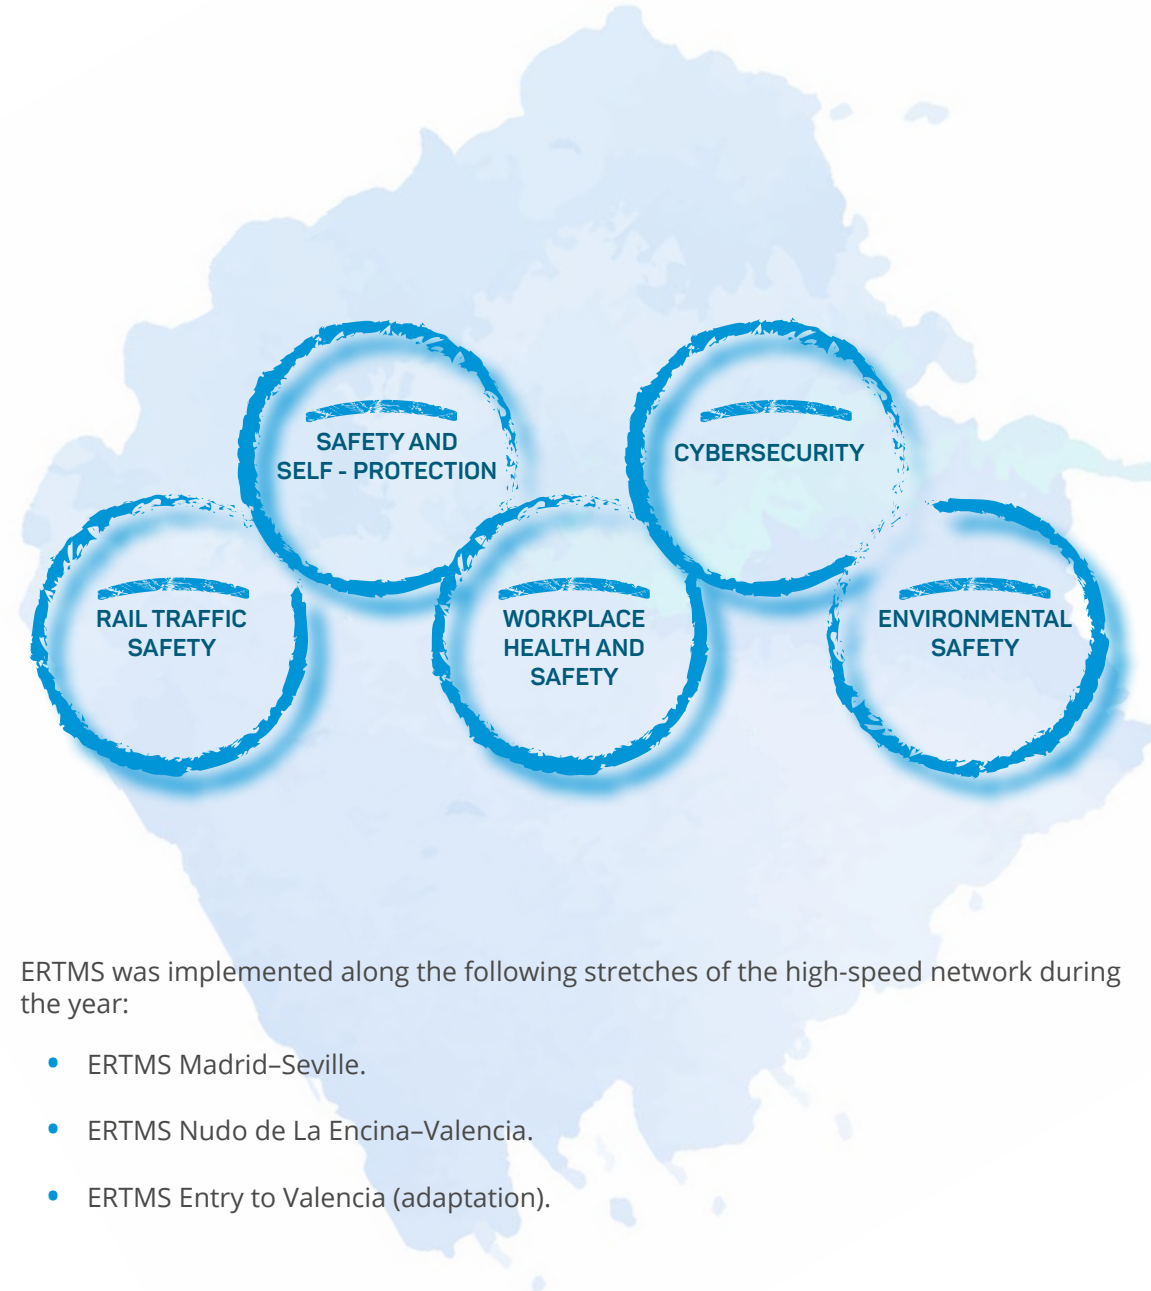 SAFETY AND
SELF - PROTECTION
CYBERSECURITY
RAIL TRAFFIC
SAFETY
WORKPLACE
HEALTH AND
SAFETY
ENVIRONMENTAL
SAFETY
ERTMS was implemented along the following stretches of the high-speed network during
the year:
• ERTMS Madrid–Seville.
• ERTMS Nudo de La Encina–Valencia.
• ERTMS Entry to Valencia (adaptation).